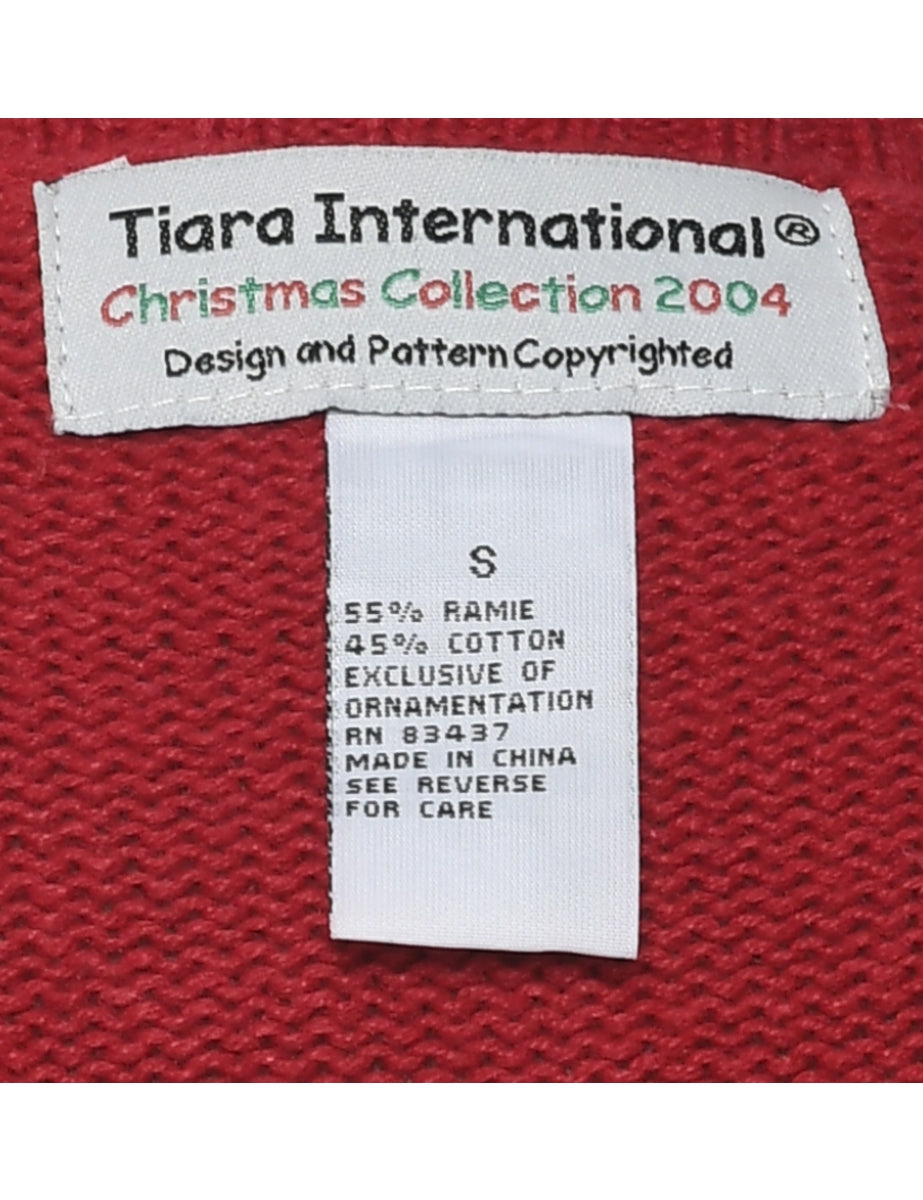 Tiara International®
Christmas Collection 2004
Design and Pattern Copyrighted
S
55% RAMIE
45% COTTON
EXCLUSIVE OF
ORNAMENTATION
RN 83437
MADE IN CHINA
SEE REVERSE
FOR CARE